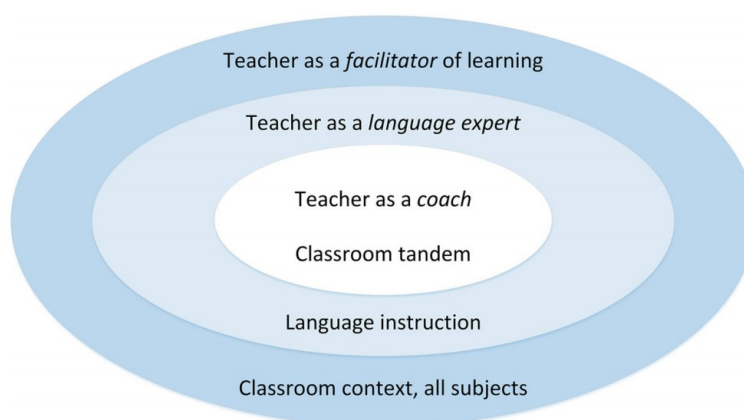 Teacher as a facilitator of learning
Teacher as a language expert
Teacher as a coach
Classroom tandem
Language instruction
Classroom context, all subjects